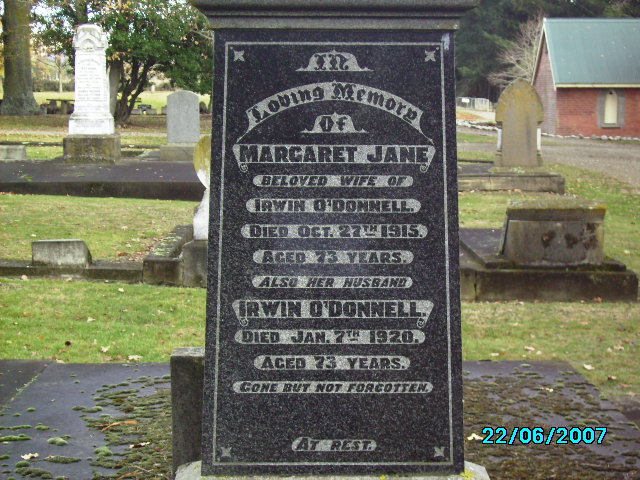 In
Loving Memory
Of
MARGARET JANE
BELOVED WIFE OF
IRWIN O'DONNELL.
DIED OCT. 27TH 1915.
AGED 73 YEARS.
ALSO HER HUSBAND
IRWIN O'DONNELL,
DIED JAN. 7TH 1920.
AGED 73 YEARS.
GONE BUT NOT FORGOTTEN.
AT REST.
22/06/2007